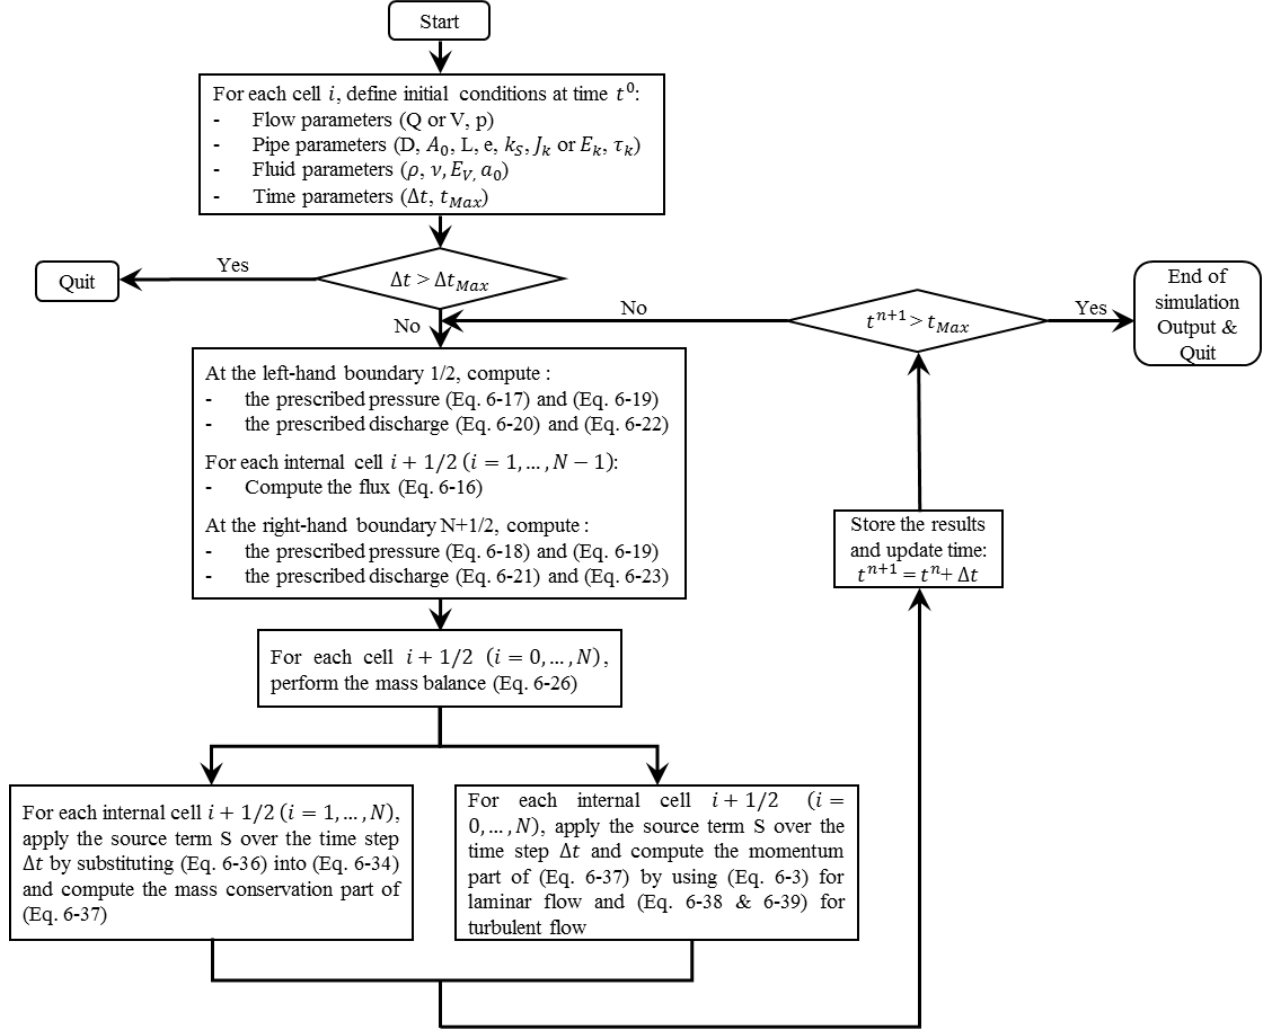 Start
For each cell 𝑖, define initial conditions at time 𝑡⁰:
- Flow parameters (Q or V, p)
- Pipe parameters (D, 𝐴₀, L, e, 𝑘_𝑆, 𝐽_𝑘 or 𝐸_𝑘, 𝜏_𝑘)
- Fluid parameters (𝜌, 𝜈, 𝐸_𝑉, 𝑎₀)
- Time parameters (Δ𝑡, 𝑡_𝑀𝑎𝑥)
Δ𝑡 > Δ𝑡_𝑀𝑎𝑥
Yes
Quit
No
At the left-hand boundary 1/2, compute :
- the prescribed pressure (Eq. 6-17) and (Eq. 6-19)
- the prescribed discharge (Eq. 6-20) and (Eq. 6-22)
For each internal cell 𝑖 + 1/2 (𝑖 = 1, … , 𝑁 − 1):
- Compute the flux (Eq. 6-16)
At the right-hand boundary N+1/2, compute :
- the prescribed pressure (Eq. 6-18) and (Eq. 6-19)
- the prescribed discharge (Eq. 6-21) and (Eq. 6-23)
For each cell 𝑖 + 1/2 (𝑖 = 0, … , 𝑁),
perform the mass balance (Eq. 6-26)
For each internal cell 𝑖 + 1/2 (𝑖 = 1, … , 𝑁),
apply the source term S over the time step
Δ𝑡 by substituting (Eq. 6-36) into (Eq. 6-34)
and compute the mass conservation part of
(Eq. 6-37)
For each internal cell 𝑖 + 1/2 (𝑖 =
0, … , 𝑁), apply the source term S over the
time step Δ𝑡 and compute the momentum
part of (Eq. 6-37) by using (Eq. 6-3) for
laminar flow and (Eq. 6-38 & 6-39) for
turbulent flow
Store the results
and update time:
𝑡ⁿ⁺¹ = 𝑡ⁿ+ Δ𝑡
𝑡ⁿ⁺¹ > 𝑡_𝑀𝑎𝑥
No
Yes
End of
simulation
Output &
Quit